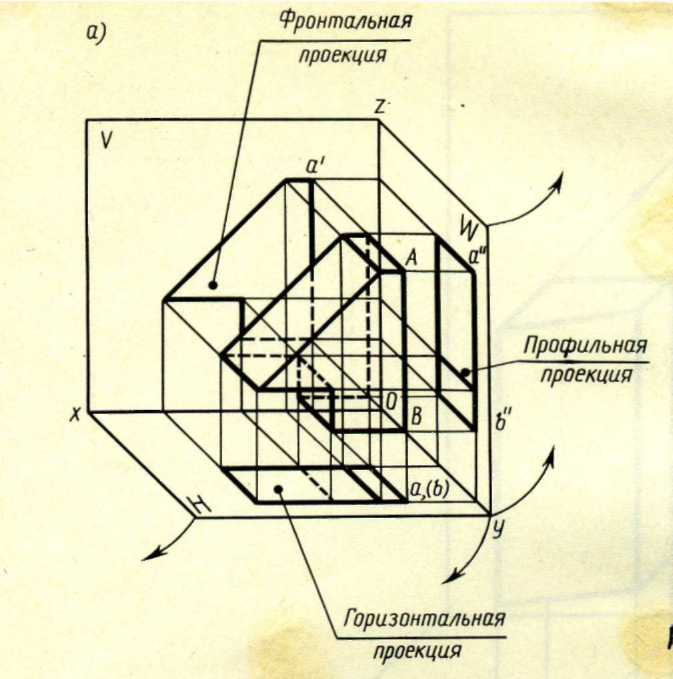 а)
Фронтальная
проекция
Z
V
a'
W
A
a"
Профильная
проекция
O
X
B
b"
a,(b)
H
y
Горизонтальная
проекция